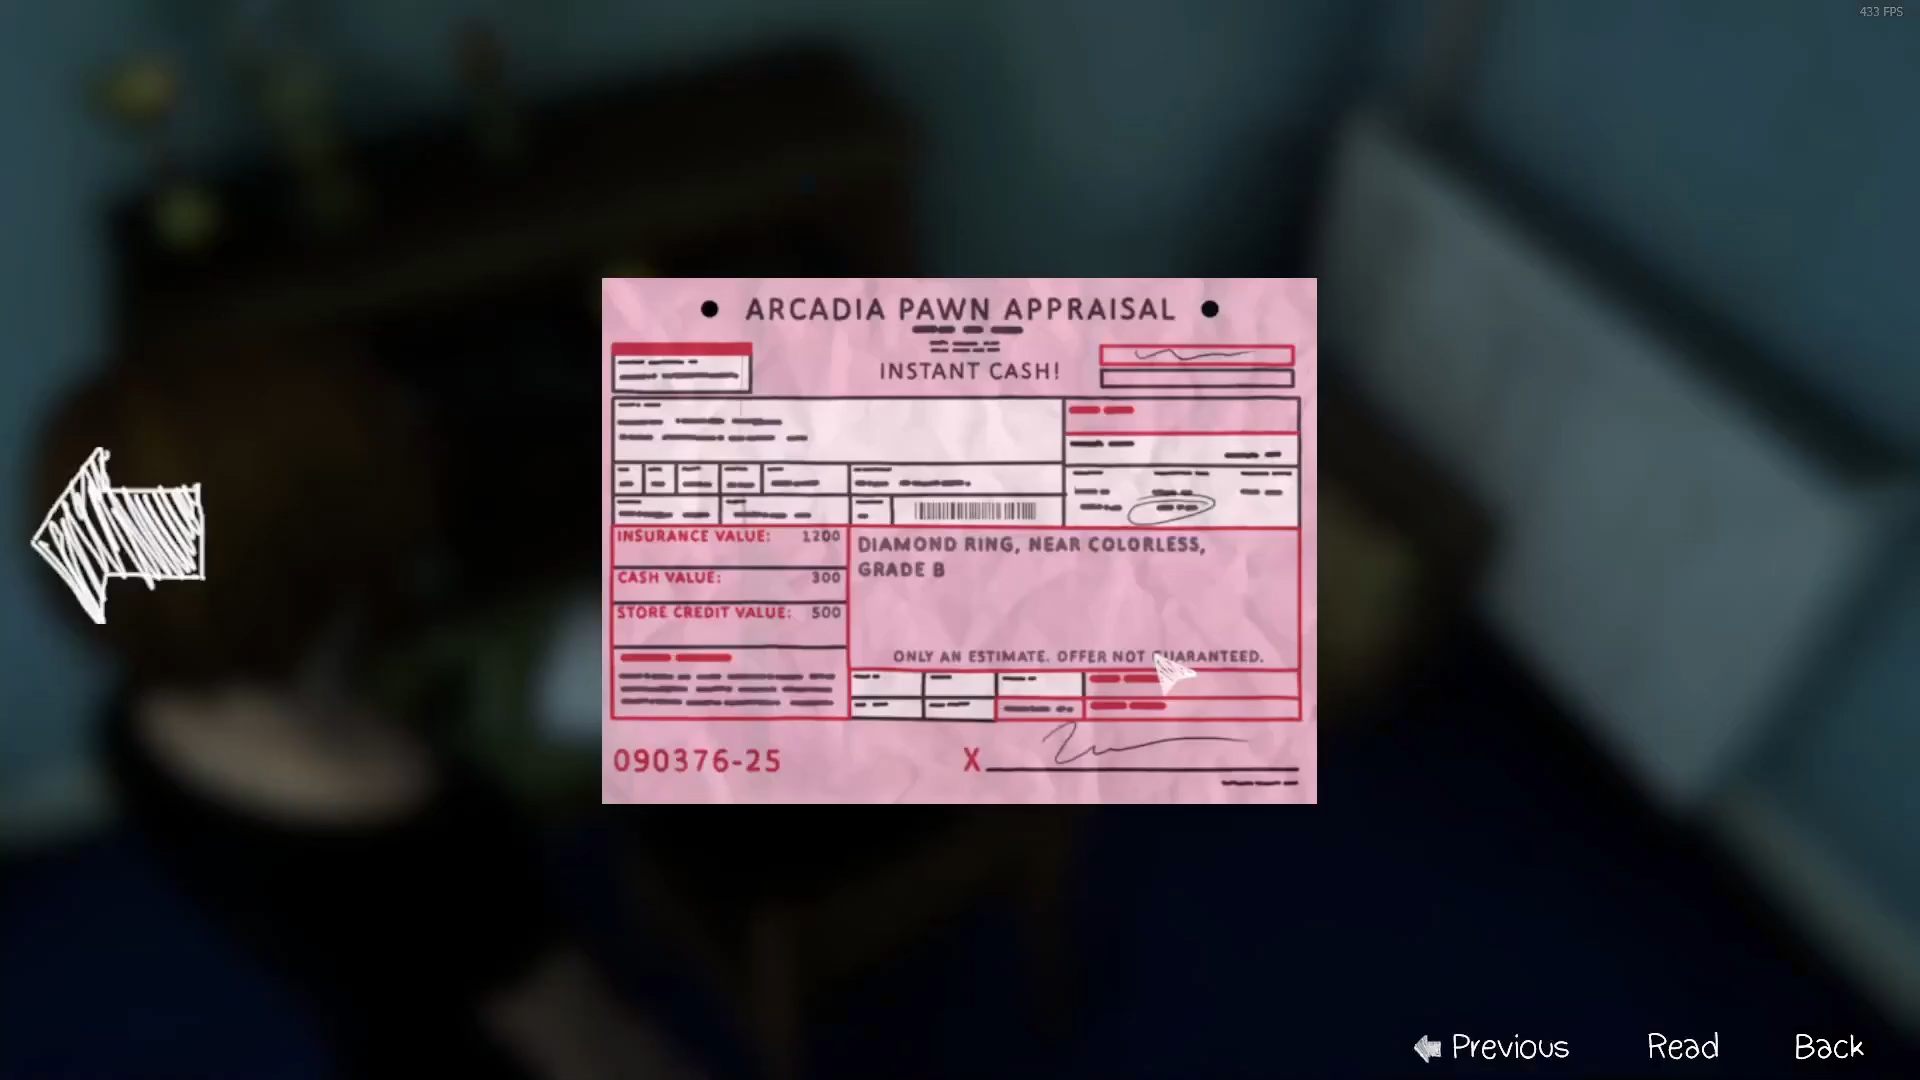 433 FPS
ARCADIA PAWN APPRAISAL
INSTANT CASH!
INSURANCE VALUE: 1200
CASH VALUE: 300
STORE CREDIT VALUE: 500
DIAMOND RING, NEAR COLORLESS,
GRADE B
ONLY AN ESTIMATE. OFFER NOT GUARANTEED.
090376-25
X
Previous
Read
Back